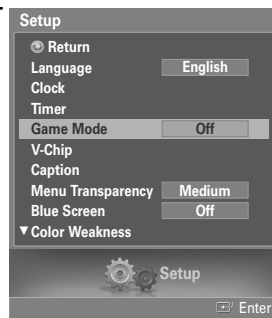 Setup
Return
Language English
Clock
Timer
Game Mode Off
V-Chip
Caption
Menu Transparency Medium
Blue Screen Off
▼Color Weakness
Setup
Enter